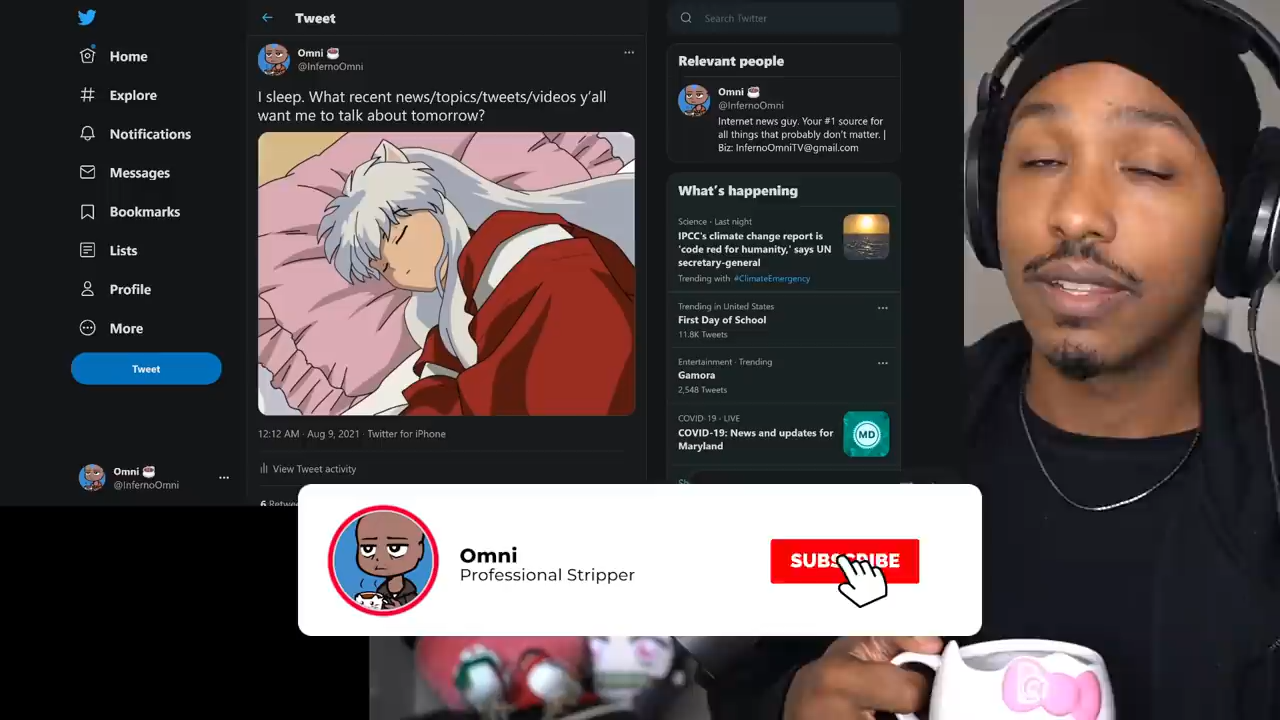 Home
Explore
Notifications
Messages
Bookmarks
Lists
Profile
More
Tweet
Omni
@InfernoOmni
Tweet
Omni
@InfernoOmni
I sleep. What recent news/topics/tweets/videos y'all
want me to talk about tomorrow?
12:12 AM · Aug 9, 2021 · Twitter for iPhone
View Tweet activity
6
Search Twitter
Relevant people
Omni
@InfernoOmni
Internet news guy. Your #1 source for
all things that probably don't matter. |
Biz: InfernoOmniTV@gmail.com
What's happening
Science · Last night
IPCC's climate change report is
'code red for humanity,' says UN
secretary-general
Trending with #ClimateEmergency
Trending in United States
First Day of School
11.8K Tweets
Entertainment · Trending
Gamora
2,548 Tweets
COVID-19 · LIVE
COVID-19: News and updates for
Maryland
MD
Omni
Professional Stripper
SUBSCRIBE